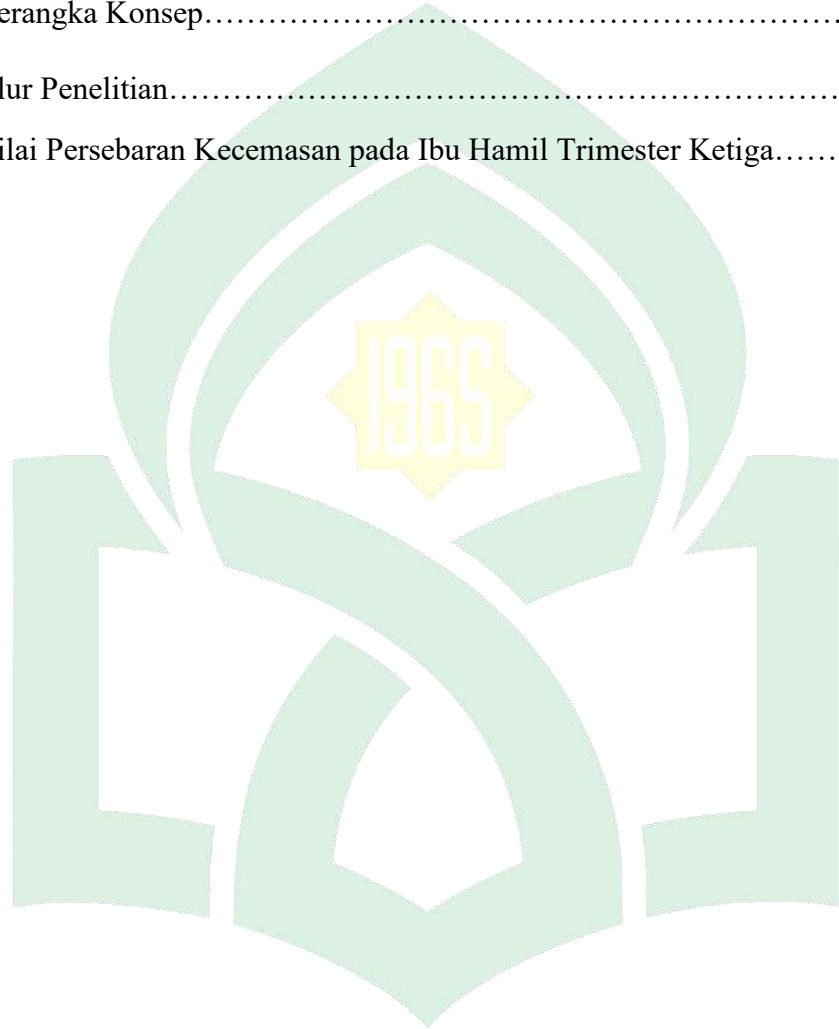 erangka Konsep…………………………………………………………
lur Penelitian……………………………………………………………
ilai Persebaran Kecemasan pada Ibu Hamil Trimester Ketiga……
1965